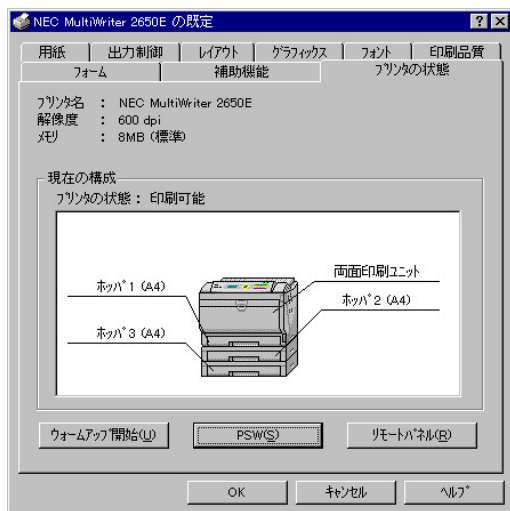 NEC MultiWriter 2650E の既定
用紙 出力制御 レイアウト グラフィックス フォント 印刷品質
フォーム 補助機能 プリンタの状態
プリンタ名 : NEC MultiWriter 2650E
解像度 : 600 dpi
メモリ : 8MB (標準)
現在の構成
プリンタの状態 : 印刷可能
両面印刷ユニット
ホッパ 1 (A4)
ホッパ 2 (A4)
ホッパ 3 (A4)
ウォームアップ開始(U) PSW(S) リモートパネル(R)
OK キャンセル ヘルプ